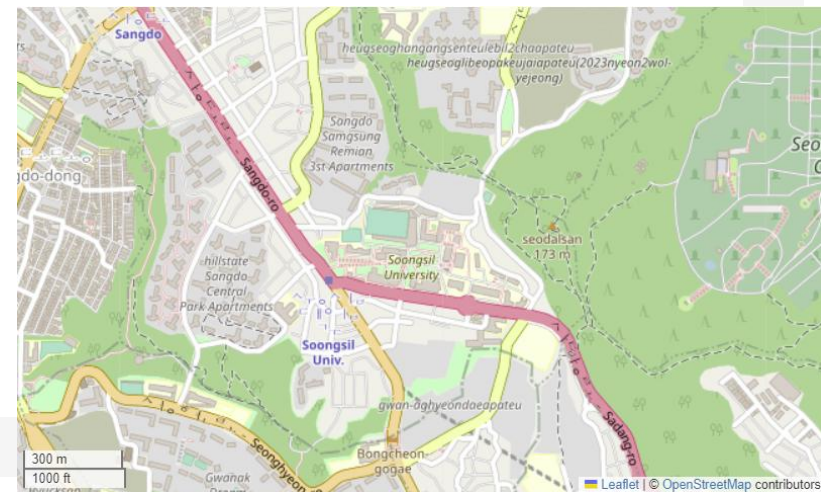 Sangdo
heugseoghangangsenteulebil2chaapateu
heugseoglibeopakeujaiapateu(2023nyeon2wol-
yejeong)
Sangdo
Samgsung
Remian
3st Apartments
Seo
gdo-dong
Sangdo-ro
seodalsan
173 m
Soongsil
University
hillstate
Sangdo
Central
Park Apartments
Soongsil
Univ.
gwan-aghyeondaeapateu
Sadang-ro
Seonghyeon
Bongcheon-
gogae
Gwanak
300 m
1000 ft
Leaflet | © OpenStreetMap contributors